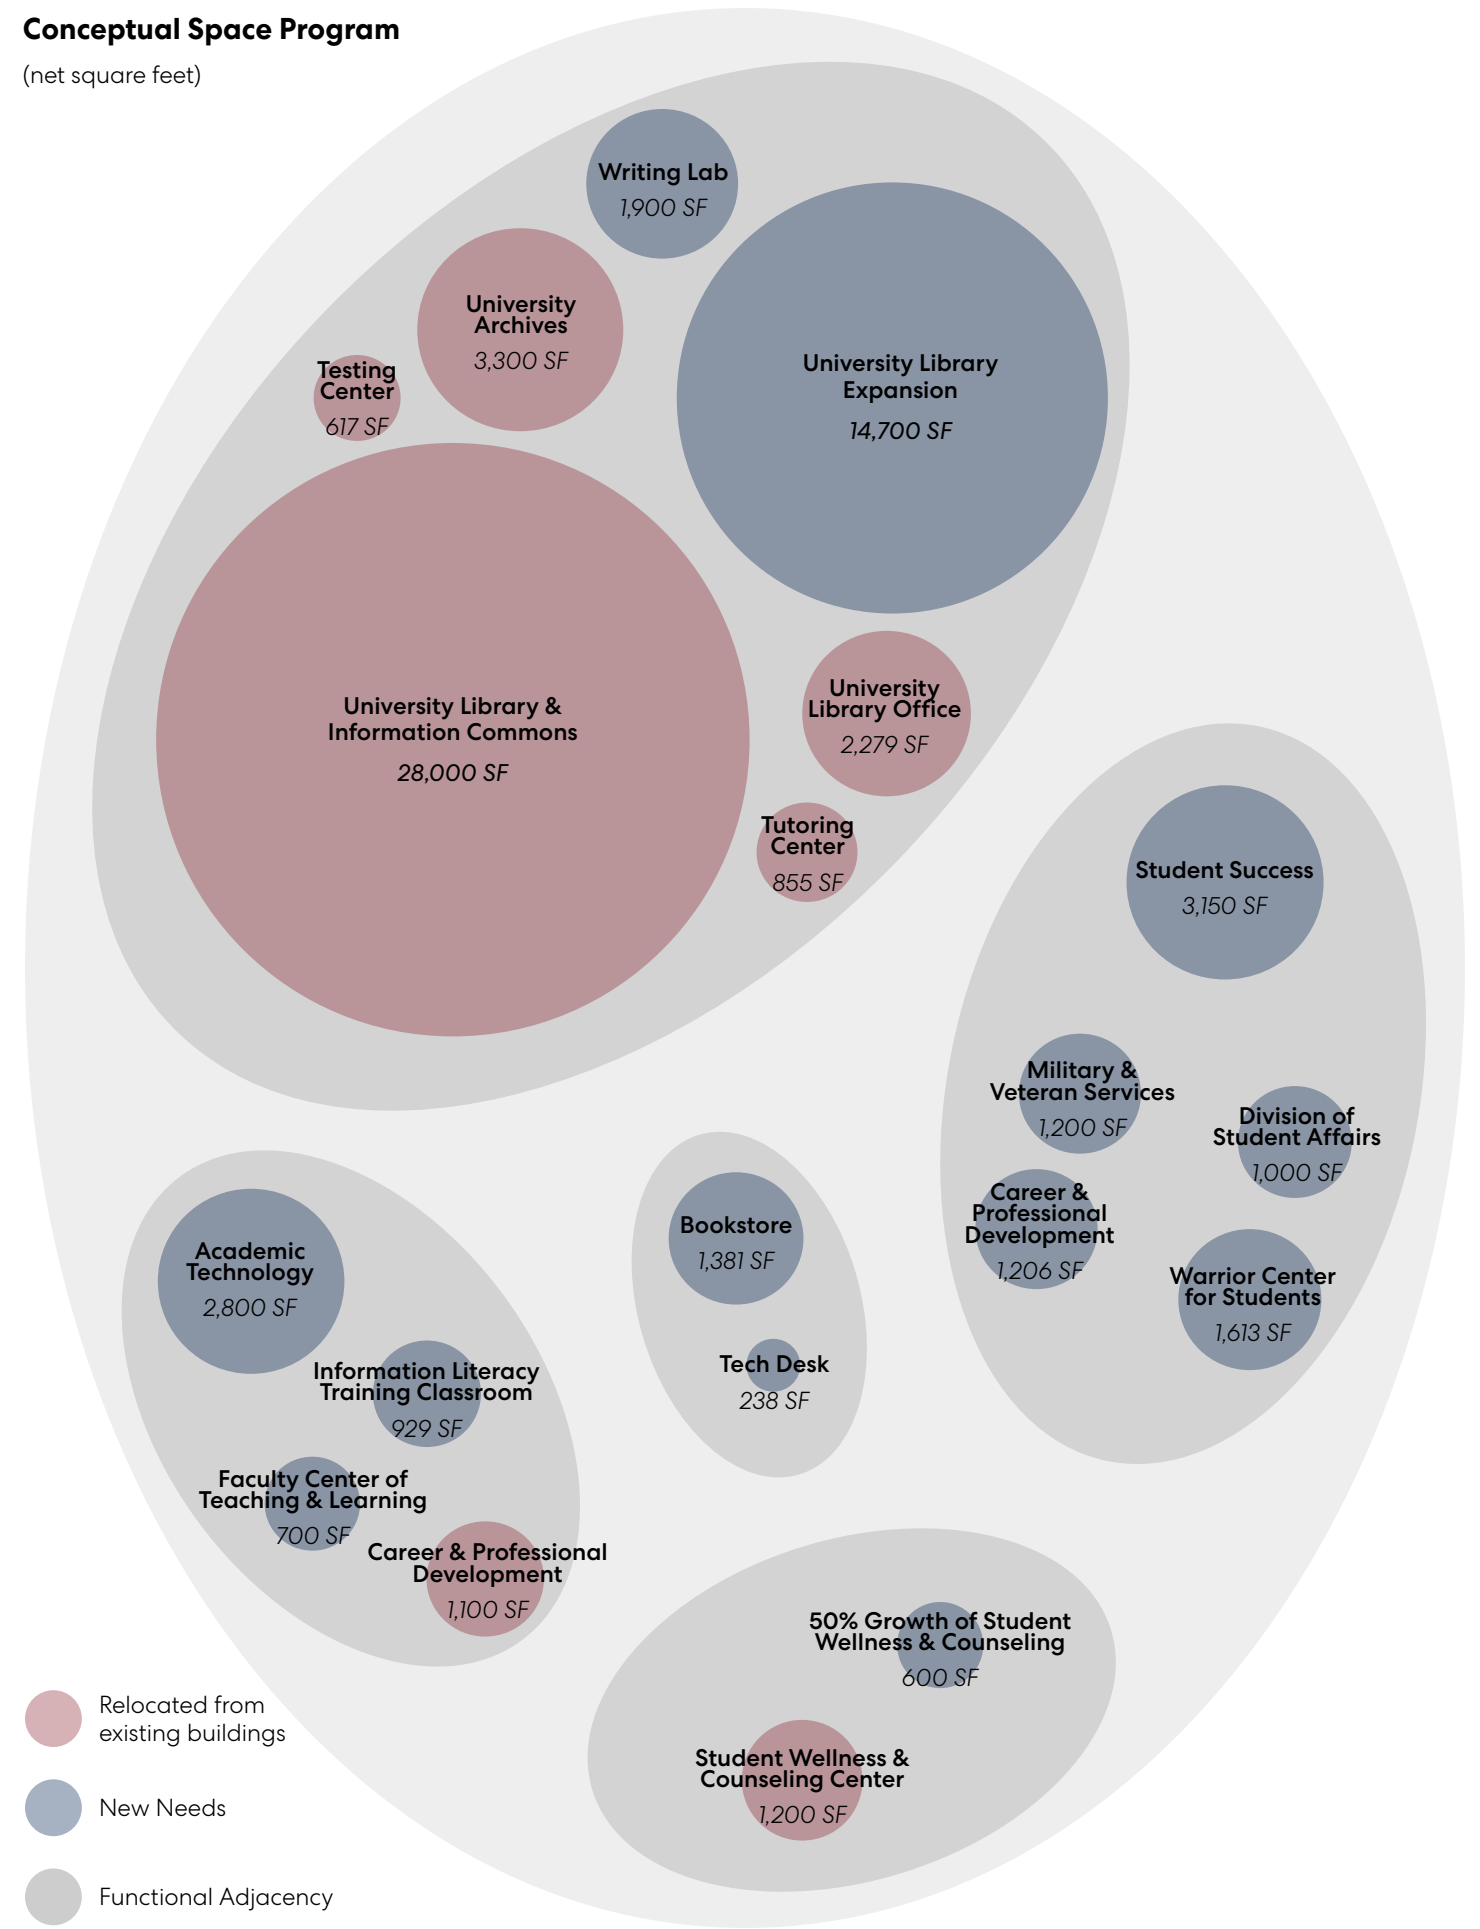 Conceptual Space Program
(net square feet)
Writing Lab
1,900 SF
University
Archives
3,300 SF
Testing
Center
617 SF
University Library
Expansion
14,700 SF
University Library &
Information Commons
28,000 SF
University
Library Office
2,279 SF
Tutoring
Center
855 SF
Student Success
3,150 SF
Military &
Veteran Services
1,200 SF
Division of
Student Affairs
1,000 SF
Career &
Professional
Development
1,206 SF
Warrior Center
for Students
1,613 SF
Bookstore
1,381 SF
Tech Desk
238 SF
Academic
Technology
2,800 SF
Information Literacy
Training Classroom
929 SF
Faculty Center of
Teaching & Learning
700 SF
Career & Professional
Development
1,100 SF
50% Growth of Student
Wellness & Counseling
600 SF
Student Wellness &
Counseling Center
1,200 SF
Relocated from
existing buildings
New Needs
Functional Adjacency